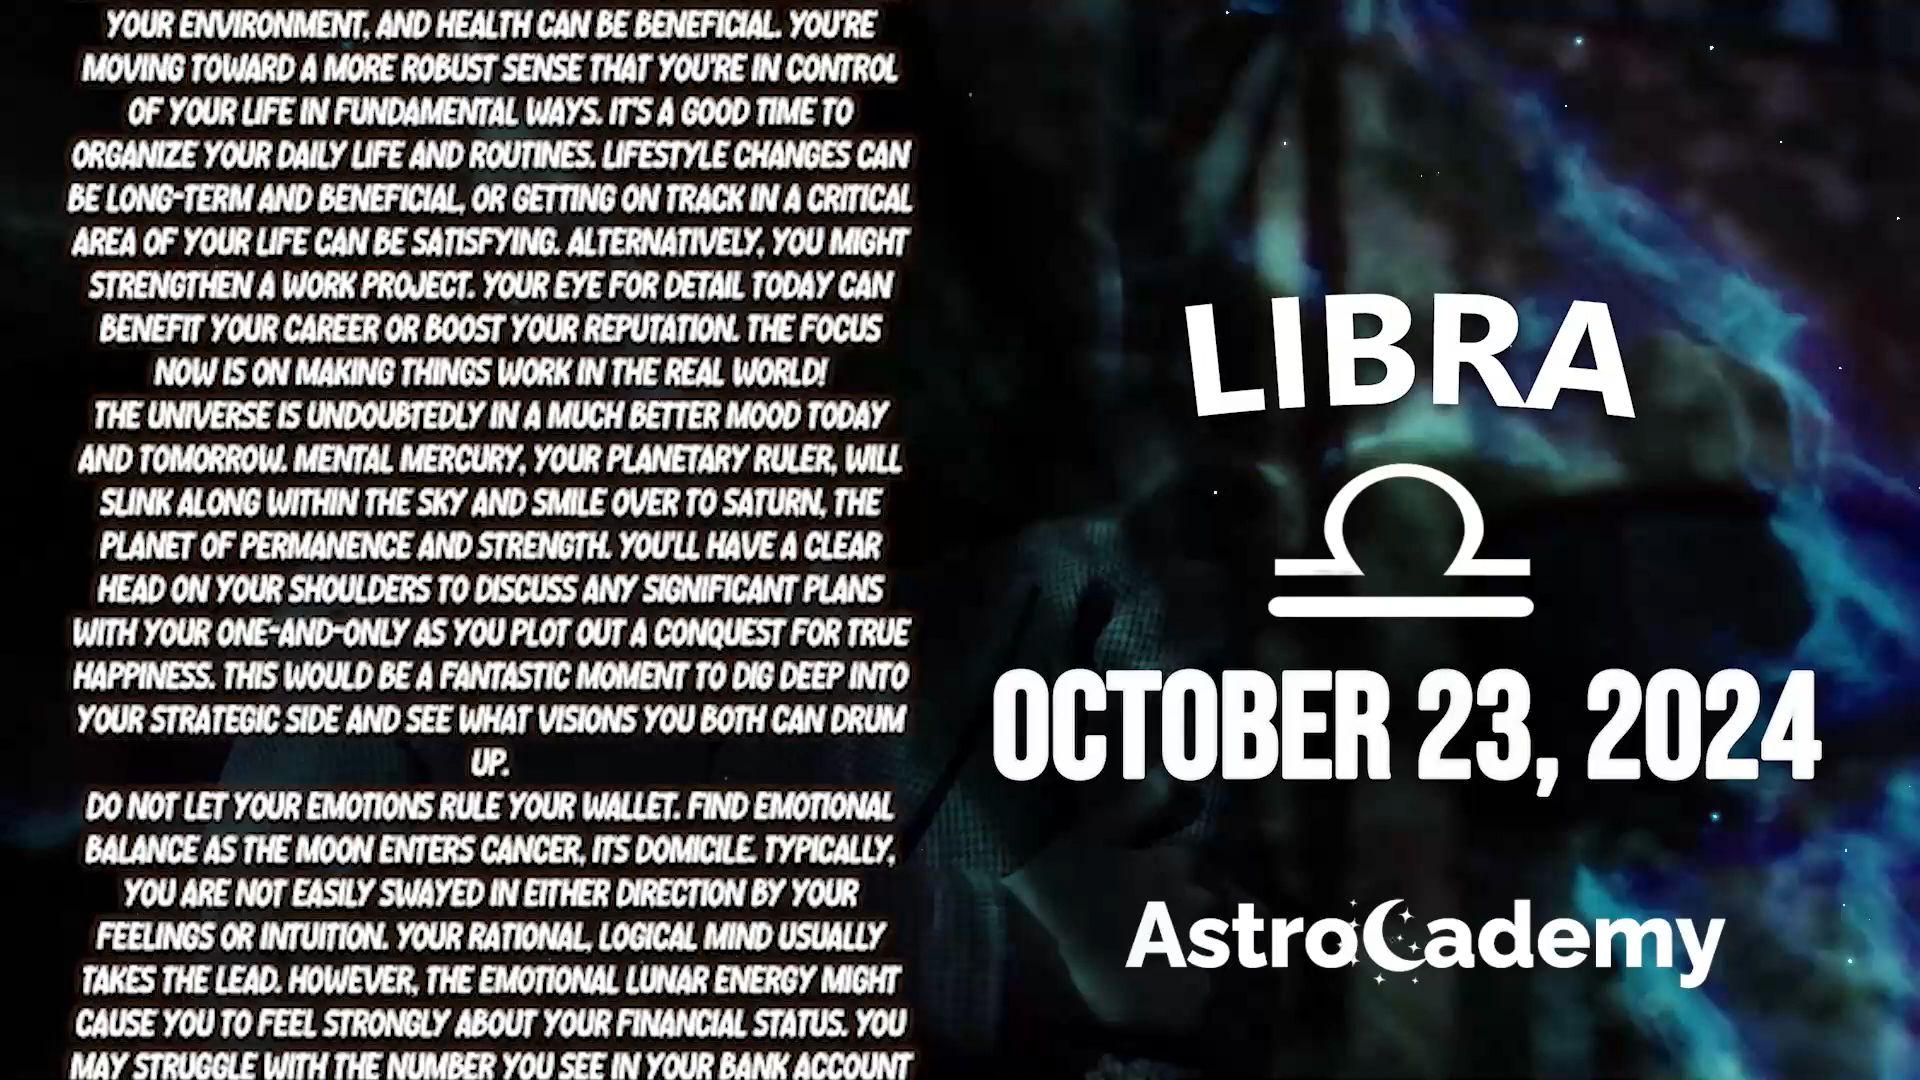 YOUR ENVIRONMENT, AND HEALTH CAN BE BENEFICIAL. YOU'RE
MOVING TOWARD A MORE ROBUST SENSE THAT YOU'RE IN CONTROL
OF YOUR LIFE IN FUNDAMENTAL WAYS. IT'S A GOOD TIME TO
ORGANIZE YOUR DAILY LIFE AND ROUTINES. LIFESTYLE CHANGES CAN
BE LONG-TERM AND BENEFICIAL, OR GETTING ON TRACK IN A CRITICAL
AREA OF YOUR LIFE CAN BE SATISFYING. ALTERNATIVELY, YOU MIGHT
STRENGTHEN A WORK PROJECT. YOUR EYE FOR DETAIL TODAY CAN
BENEFIT YOUR CAREER OR BOOST YOUR REPUTATION. THE FOCUS
NOW IS ON MAKING THINGS WORK IN THE REAL WORLD!
THE UNIVERSE IS UNDOUBTEDLY IN A MUCH BETTER MOOD TODAY
AND TOMORROW. MENTAL MERCURY, YOUR PLANETARY RULER, WILL
SLINK ALONG WITHIN THE SKY AND SMILE OVER TO SATURN, THE
PLANET OF PERMANENCE AND STRENGTH. YOU'LL HAVE A CLEAR
HEAD ON YOUR SHOULDERS TO DISCUSS ANY SIGNIFICANT PLANS
WITH YOUR ONE-AND-ONLY AS YOU PLOT OUT A CONQUEST FOR TRUE
HAPPINESS. THIS WOULD BE A FANTASTIC MOMENT TO DIG DEEP INTO
YOUR STRATEGIC SIDE AND SEE WHAT VISIONS YOU BOTH CAN DRUM
UP.
DO NOT LET YOUR EMOTIONS RULE YOUR WALLET. FIND EMOTIONAL
BALANCE AS THE MOON ENTERS CANCER, ITS DOMICILE. TYPICALLY,
YOU ARE NOT EASILY SWAYED IN EITHER DIRECTION BY YOUR
FEELINGS OR INTUITION. YOUR RATIONAL, LOGICAL MIND USUALLY
TAKES THE LEAD. HOWEVER, THE EMOTIONAL LUNAR ENERGY MIGHT
CAUSE YOU TO FEEL STRONGLY ABOUT YOUR FINANCIAL STATUS. YOU
MAY STRUGGLE WITH THE NUMBER YOU SEE IN YOUR BANK ACCOUNT
LIBRA
OCTOBER 23, 2024
AstroCademy